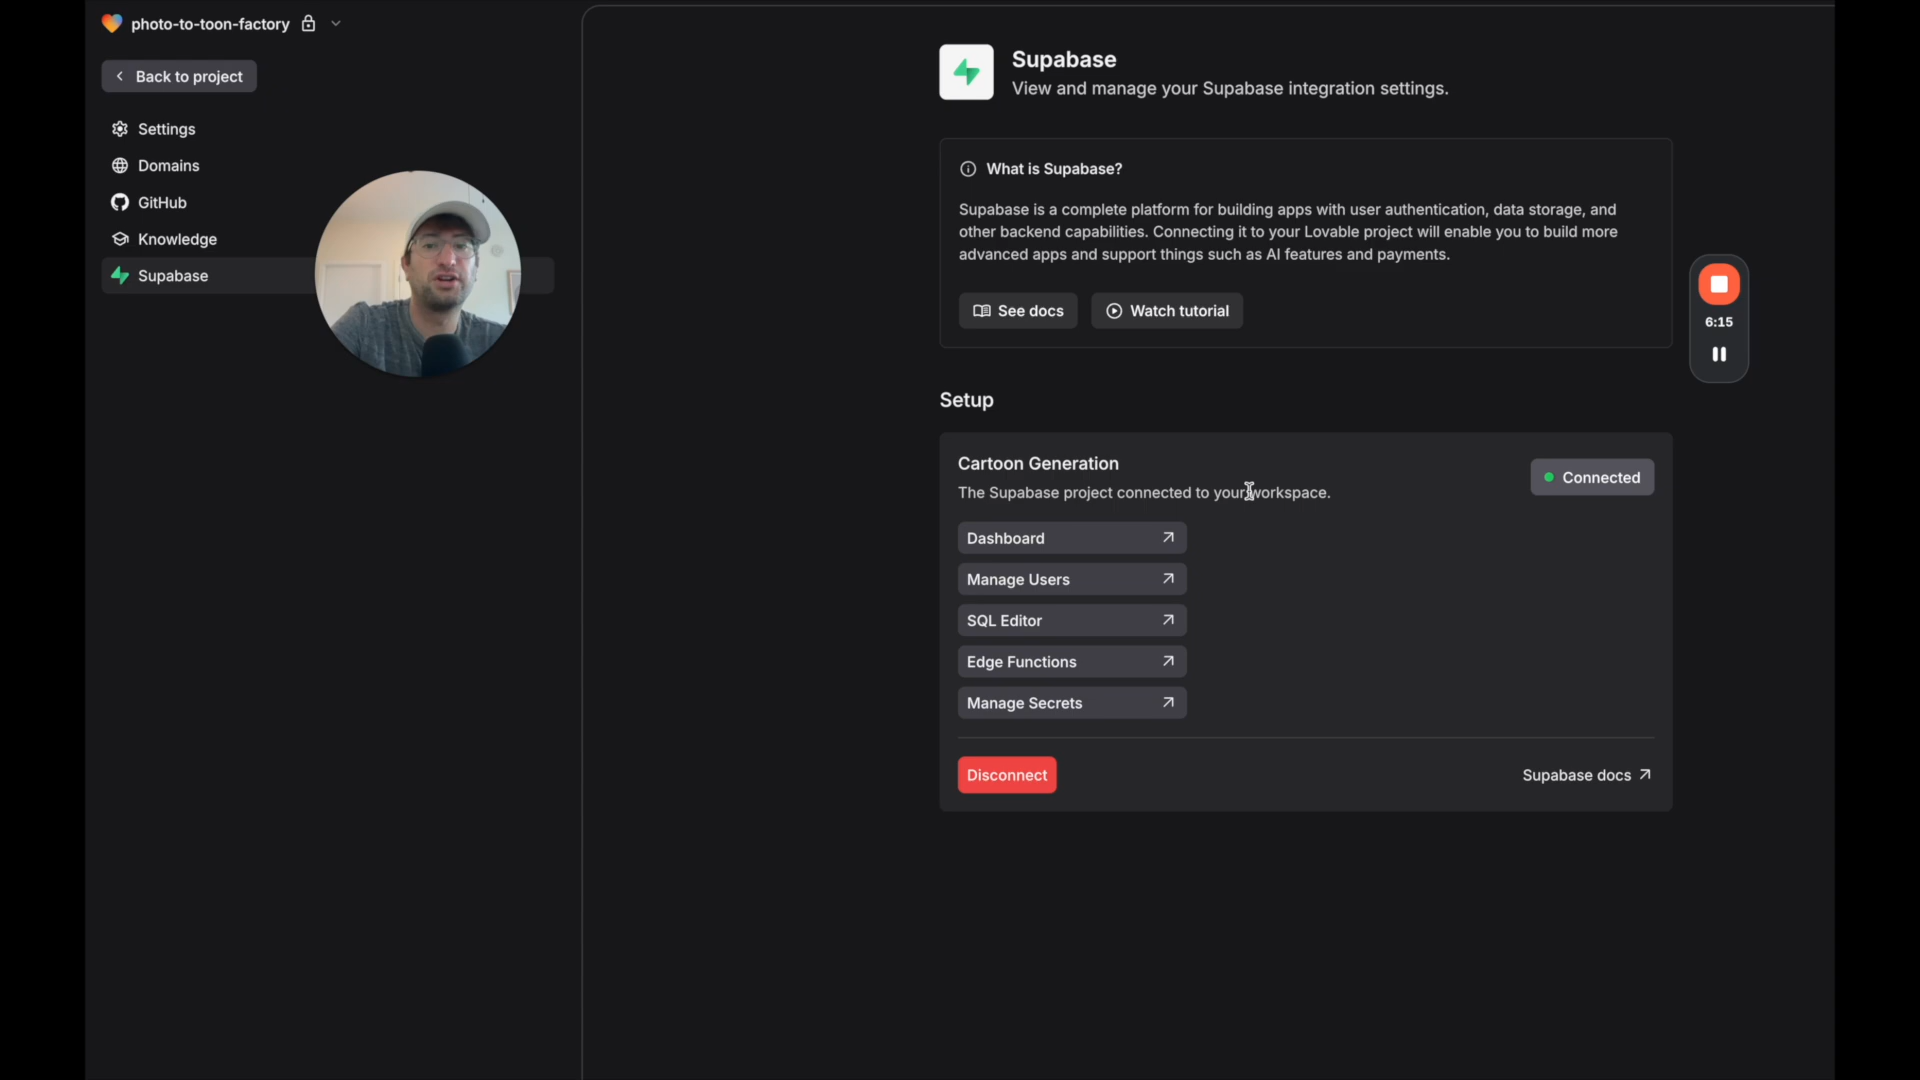 photo-to-toon-factory
Back to project
Settings
Domains
GitHub
Knowledge
Supabase
Supabase
View and manage your Supabase integration settings.
What is Supabase?
Supabase is a complete platform for building apps with user authentication, data storage, and
other backend capabilities. Connecting it to your Lovable project will enable you to build more
advanced apps and support things such as AI features and payments.
See docs
Watch tutorial
6:15
Setup
Cartoon Generation
Connected
The Supabase project connected to your workspace.
Dashboard
Manage Users
SQL Editor
Edge Functions
Manage Secrets
Disconnect
Supabase docs